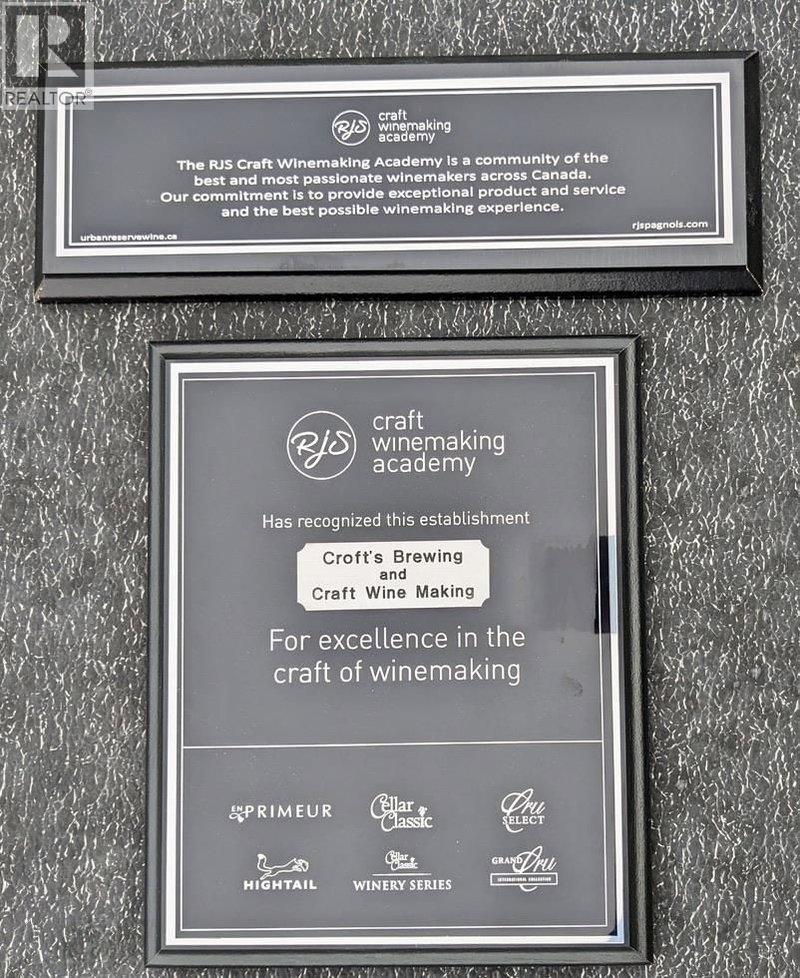 REALTOR®
RJS craft
winemaking
academy
The RJS Craft Winemaking Academy is a community of the
best and most passionate winemakers across Canada.
Our commitment is to provide exceptional product and service
and the best possible winemaking experience.
urbanreservewine.ca rjspagnols.com
RJS craft
winemaking
academy
Has recognized this establishment
Croft's Brewing
and
Craft Wine Making
For excellence in the
craft of winemaking
EN PRIMEUR
Cellar
Classic
Cru
SELECT
HIGHTAIL
Cellar
Classic
WINERY SERIES
GRAND Cru
INTERNATIONAL COLLECTION